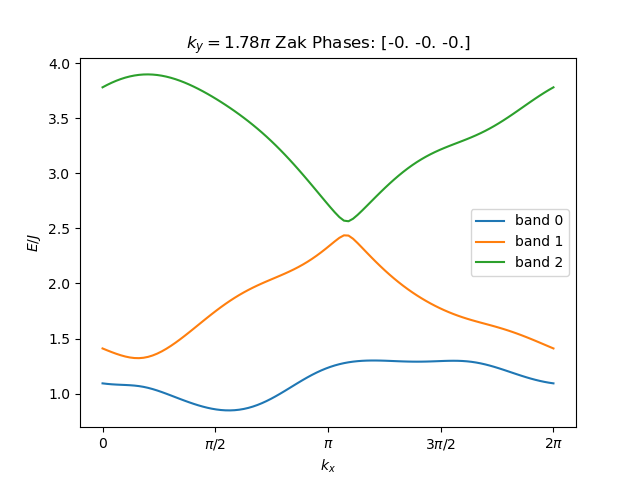 k_y = 1.78π Zak Phases: [-0. -0. -0.]
E/J
4.0
3.5
3.0
2.5
2.0
1.5
1.0
band 0
band 1
band 2
0
π/2
π
3π/2
2π
k_x